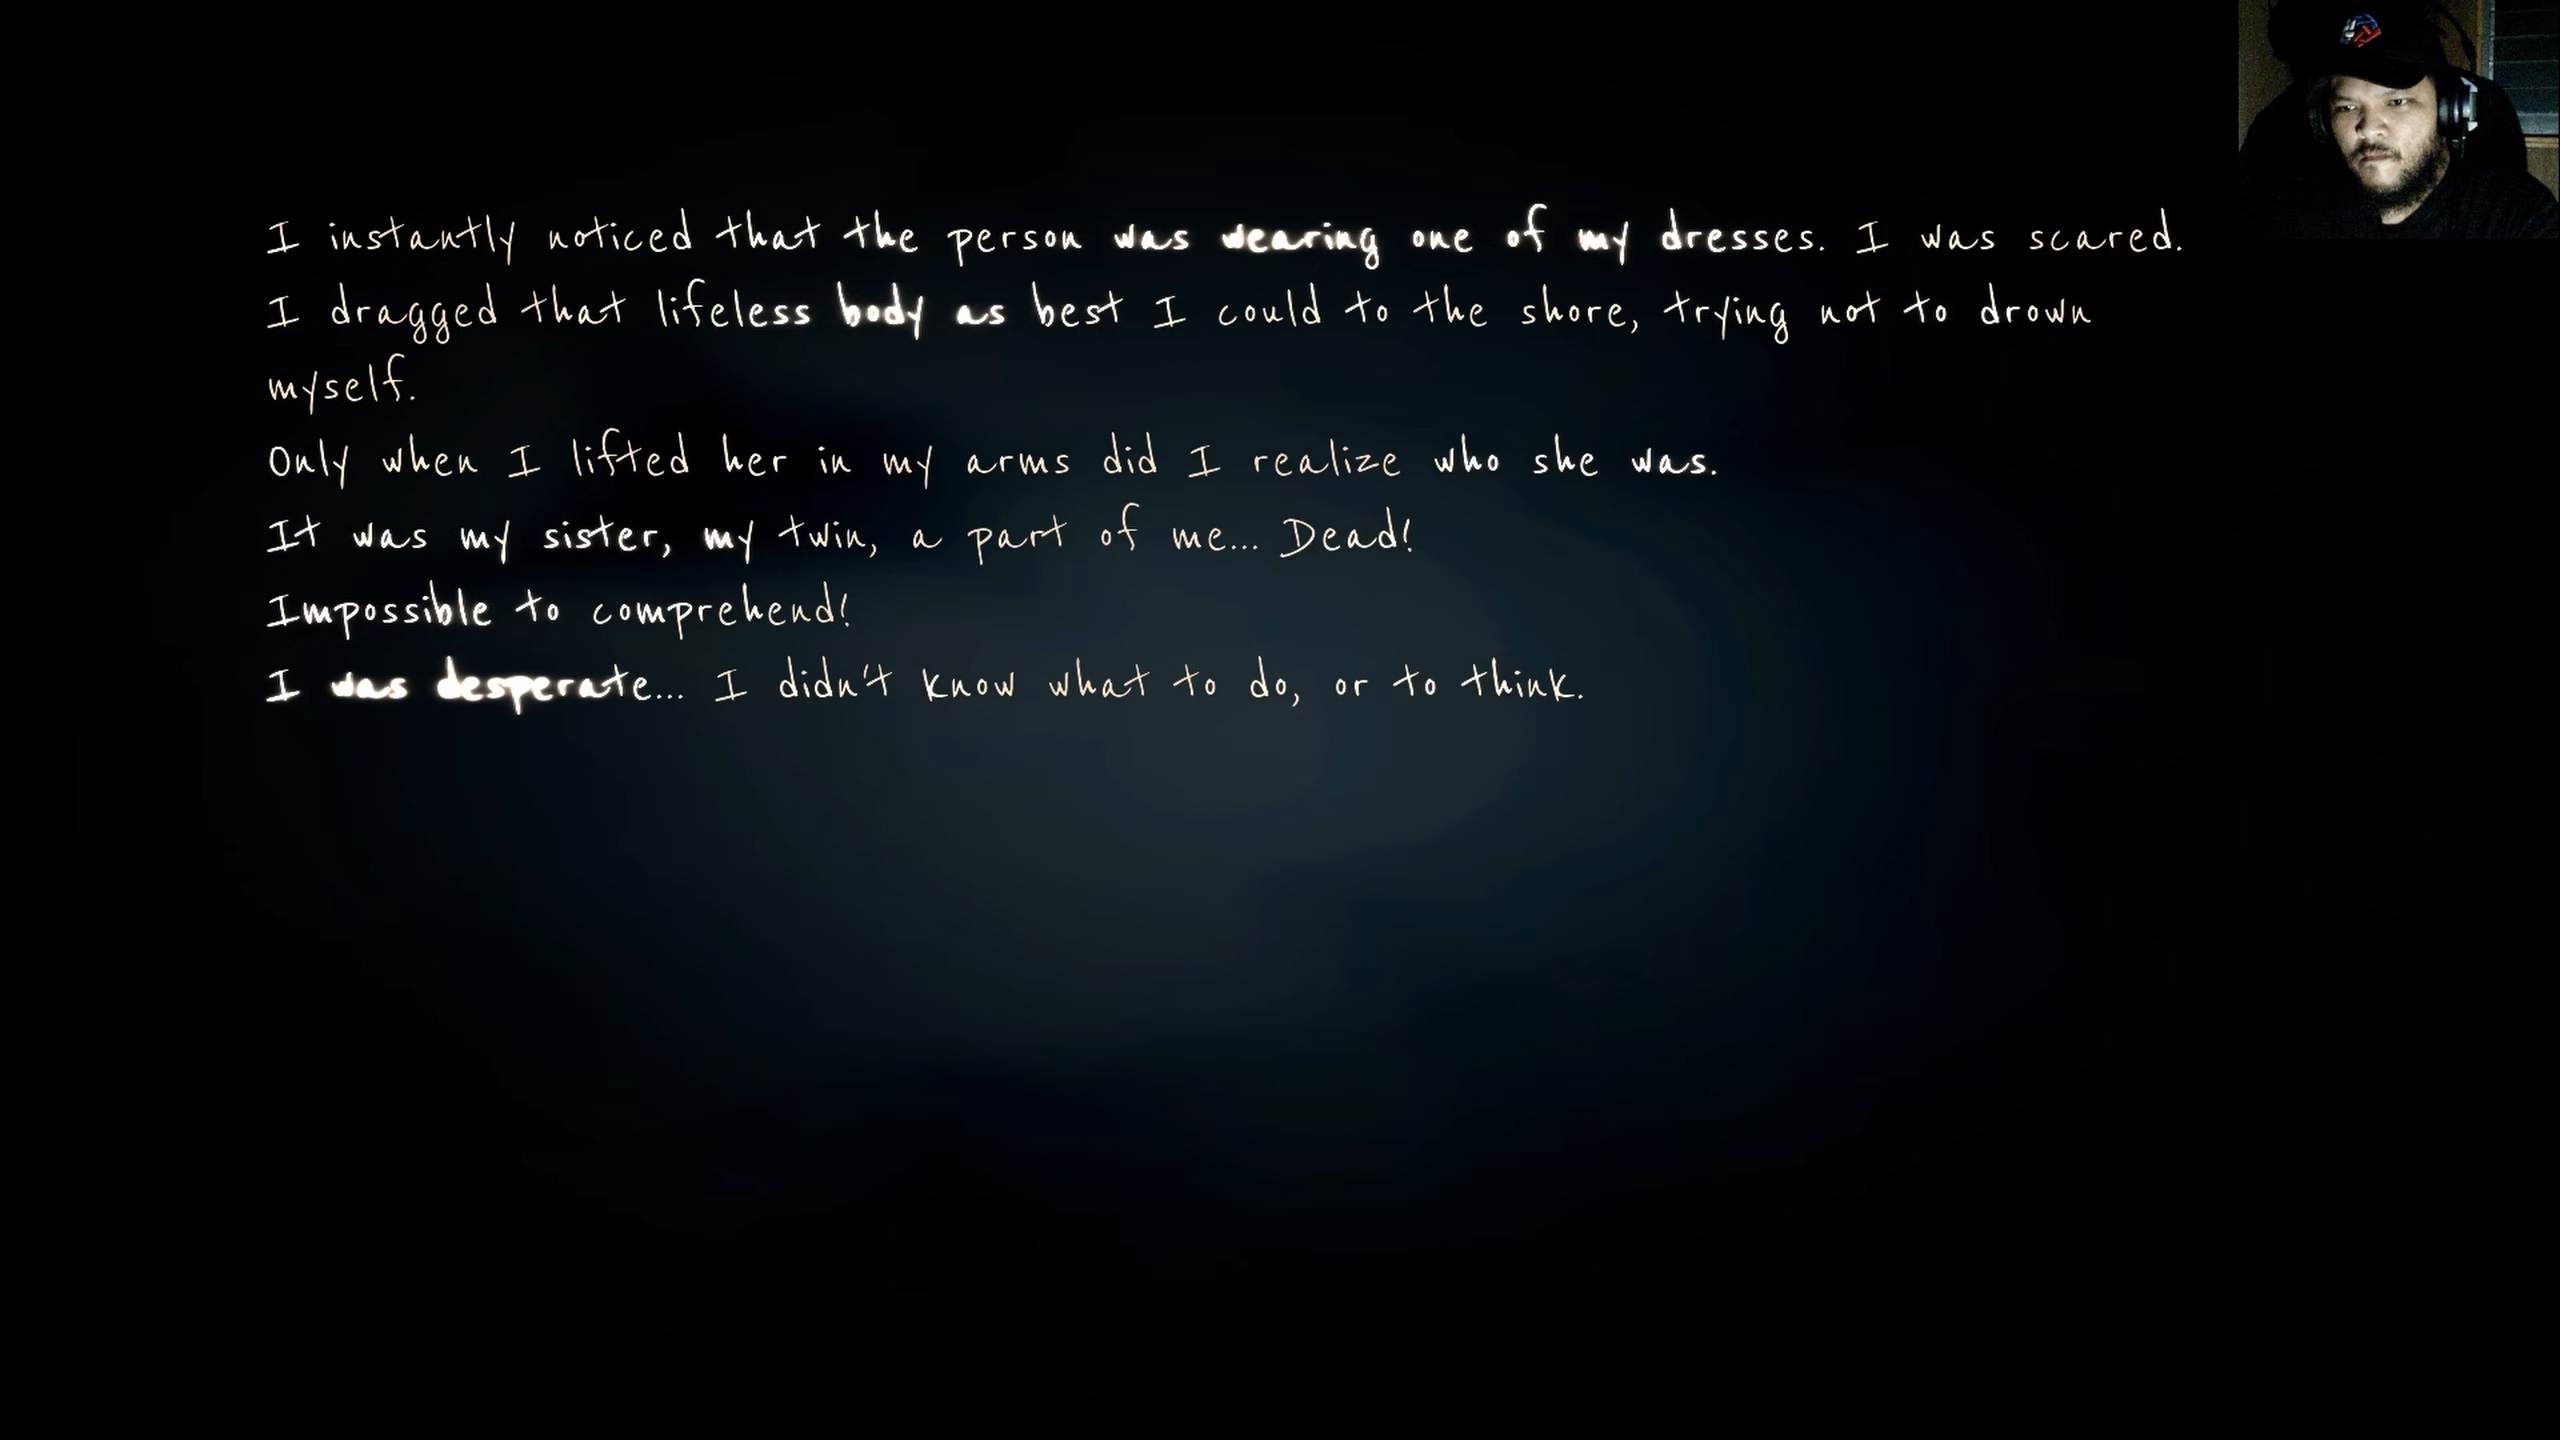 I instantly noticed that the person was wearing one of my dresses. I was scared.
I dragged that lifeless body as best I could to the shore, trying not to drown
myself.
Only when I lifted her in my arms did I realize who she was.
It was my sister, my twin, a part of me... Dead!
Impossible to comprehend!
I was desperate... I didn't know what to do, or to think.